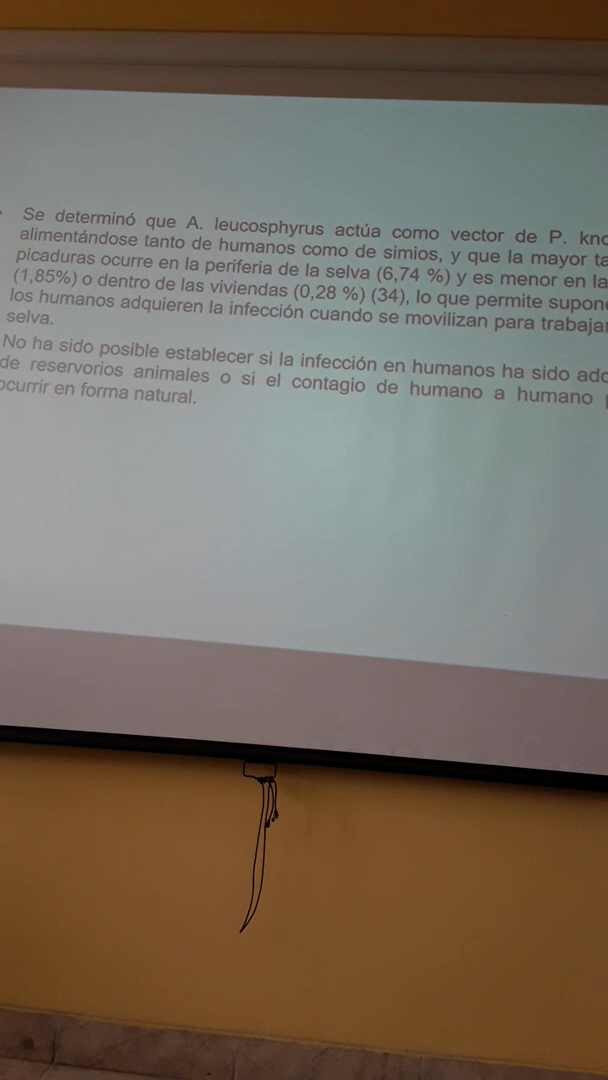 Se determinó que A. leucosphyrus actúa como vector de P.
alimentándose tanto de humanos como de simios, y que la mayor
picaduras ocurre en la periferia de la selva (6,74 %) y es menor en la
(1,85%) o dentro de las viviendas (0,28 %) (34), lo que permite
los humanos adquieren la infección cuando se movilizan para
selva.
No ha sido posible establecer si la infección en humanos ha sido
de reservorios animales o si el contagio de humano a humano
ocurrir en forma natural.